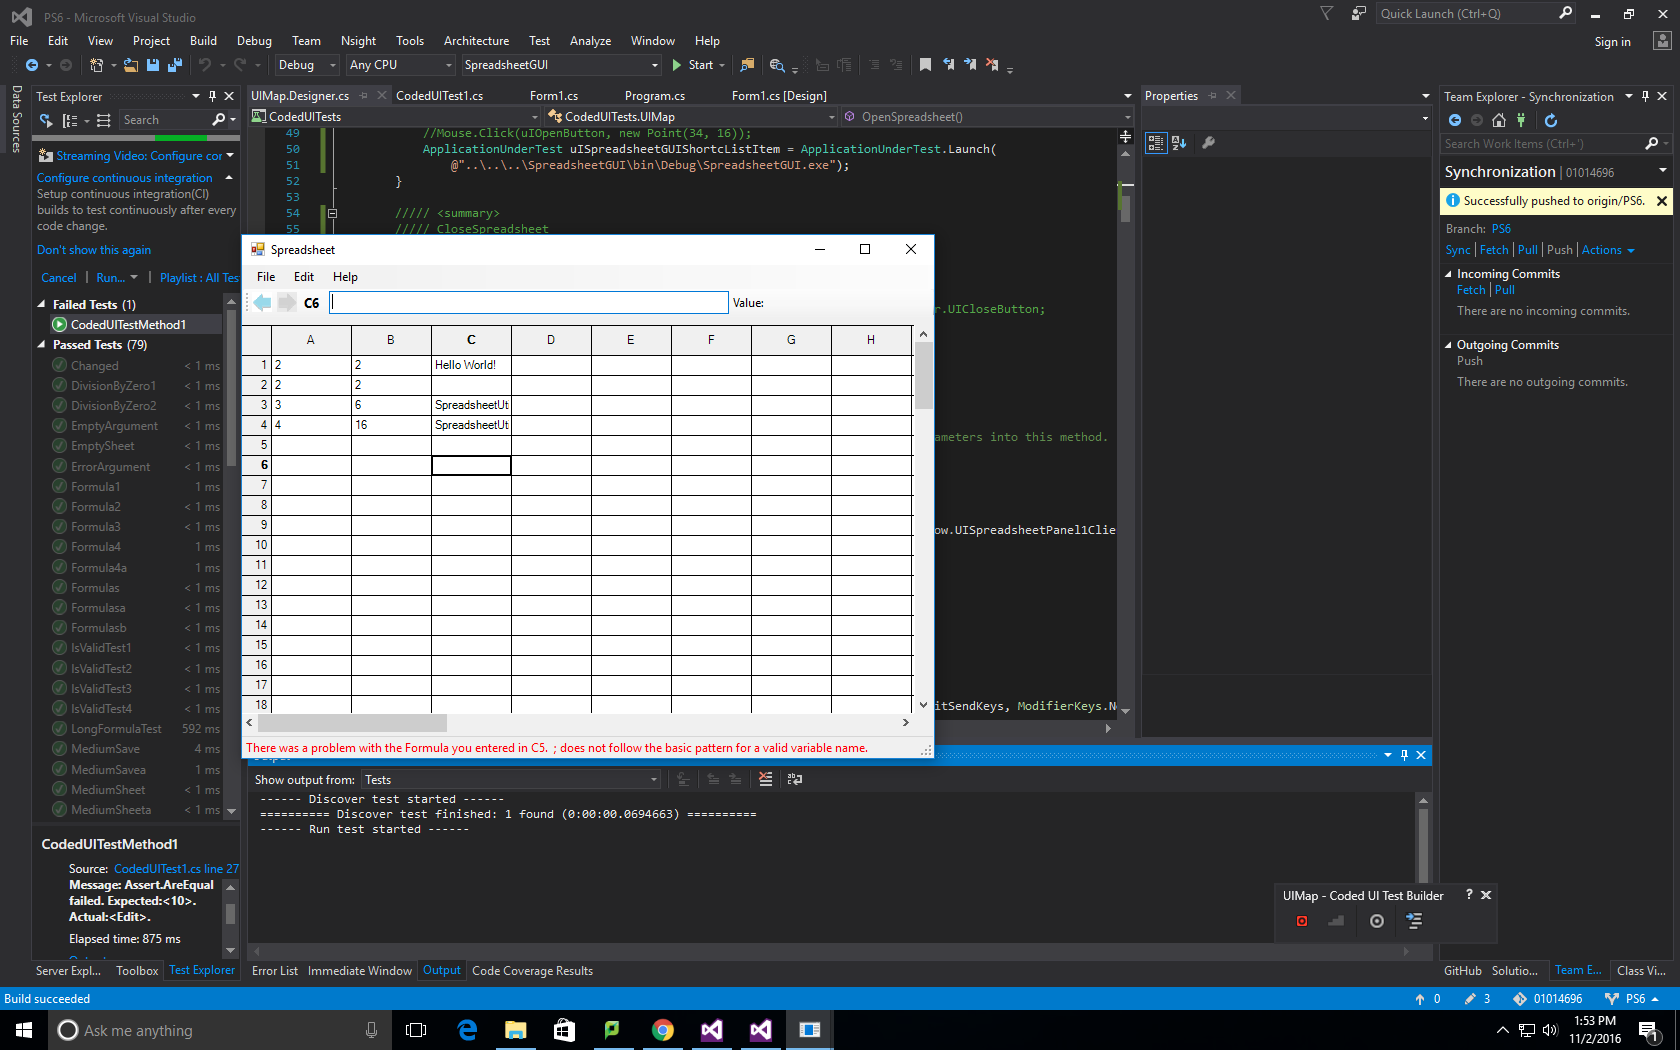 PS6 - Microsoft Visual Studio
Quick Launch (Ctrl+Q)
File Edit View Project Build Debug Team Nsight Tools Architecture Test Analyze Window Help
Sign in
Debug Any CPU SpreadsheetGUI Start
Data Sources
Test Explorer
Search
Streaming Video: Configure cor
Configure continuous integration
Setup continuous integration(CI)
builds to test continuously after every
code change.
Don't show this again
Cancel Run... Playlist : All Tes
Failed Tests (1)
CodedUITestMethod1
Passed Tests (79)
Changed < 1 ms
DivisionByZero1 < 1 ms
DivisionByZero2 < 1 ms
EmptyArgument < 1 ms
EmptySheet < 1 ms
ErrorArgument < 1 ms
Formula1 1 ms
Formula2 < 1 ms
Formula3 < 1 ms
Formula4 1 ms
Formula4a 1 ms
Formulas < 1 ms
Formulasa < 1 ms
Formulasb < 1 ms
IsValidTest1 < 1 ms
IsValidTest2 < 1 ms
IsValidTest3 < 1 ms
IsValidTest4 < 1 ms
LongFormulaTest 592 ms
MediumSave 4 ms
MediumSavea 1 ms
MediumSheet < 1 ms
MediumSheeta < 1 ms
CodedUITestMethod1
Source: CodedUITest1.cs line 27
Message: Assert.AreEqual
failed. Expected:<10>.
Actual:<Edit>.
Elapsed time: 875 ms
Server Expl... Toolbox Test Explorer
UIMap.Designer.cs CodedUITest1.cs Form1.cs Program.cs Form1.cs [Design]
CodedUITests CodedUITests.UIMap OpenSpreadsheet()
49 //Mouse.Click(uIOpenButton, new Point(34, 16));
50 ApplicationUnderTest uISpreadsheetGUIShortcListItem = ApplicationUnderTest.Launch(
51 @"..\..\..\SpreadsheetGUI\bin\Debug\SpreadsheetGUI.exe");
52 }
53
54 ///// <summary>
55 ///// CloseSpreadsheet
r.UICloseButton;
ameters into this method.
ow.UISpreadsheetPanel1Clie
itSendKeys, ModifierKeys.N
Spreadsheet
File Edit Help
C6 Value:
A B C D E F G H
1 2 2 Hello World!
2 2 2
3 3 6 SpreadsheetUt
4 4 16 SpreadsheetUt
5
6
7
8
9
10
11
12
13
14
15
16
17
18
There was a problem with the Formula you entered in C5. ; does not follow the basic pattern for a valid variable name.
Show output from: Tests
------ Discover test started ------
========== Discover test finished: 1 found (0:00:00.0694663) ==========
------ Run test started ------
Error List Immediate Window Output Code Coverage Results
Properties
Team Explorer - Synchronization
Search Work Items (Ctrl+')
Synchronization | 01014696
Successfully pushed to origin/PS6.
Branch: PS6
Sync | Fetch | Pull | Push | Actions
Incoming Commits
Fetch | Pull
There are no incoming commits.
Outgoing Commits
Push
There are no outgoing commits.
UIMap - Coded UI Test Builder ?
GitHub Solutio... Team E... Class Vi...
Build succeeded
0 3 01014696 PS6
Ask me anything
1:53 PM
11/2/2016
1